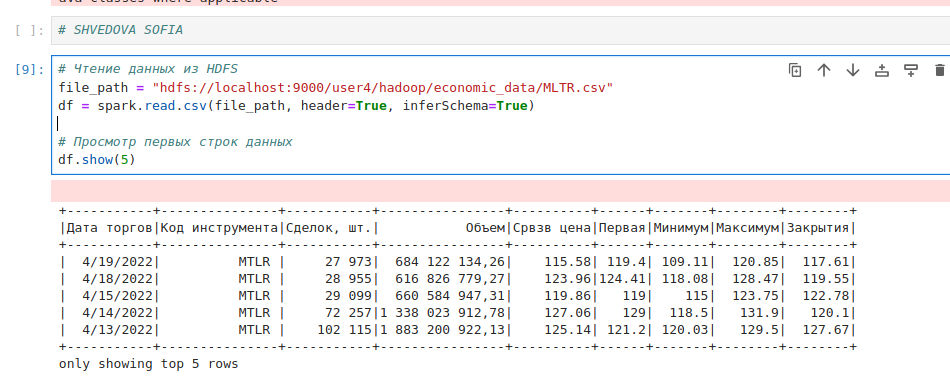 ava classes where applicable
[ ]: # SHVEDOVA SOFIA
[9]: # Чтение данных из HDFS
file_path = "hdfs://localhost:9000/user4/hadoop/economic_data/MLTR.csv"
df = spark.read.csv(file_path, header=True, inferSchema=True)
# Просмотр первых строк данных
df.show(5)
+-----------+---------------+-----------+----------------+----------+------+-------+--------+--------+
|Дата торгов|Код инструмента|Сделок, шт.|           Объем|Срвзв цена|Первая|Минимум|Максимум|Закрытия|
+-----------+---------------+-----------+----------------+----------+------+-------+--------+--------+
|  4/19/2022|          MTLR |     27 973|  684 122 134,26|    115.58| 119.4| 109.11|  120.85|  117.61|
|  4/18/2022|          MTLR |     28 955|  616 826 779,27|    123.96|124.41| 118.08|  128.47|  119.55|
|  4/15/2022|          MTLR |     29 099|  660 584 947,31|    119.86|   119|    115|  123.75|  122.78|
|  4/14/2022|          MTLR |     72 257|1 338 023 912,78|    127.06|   129|  118.5|   131.9|   120.1|
|  4/13/2022|          MTLR |    102 115|1 883 200 922,13|    125.14| 121.2| 120.03|   129.5|  127.67|
+-----------+---------------+-----------+----------------+----------+------+-------+--------+--------+
only showing top 5 rows